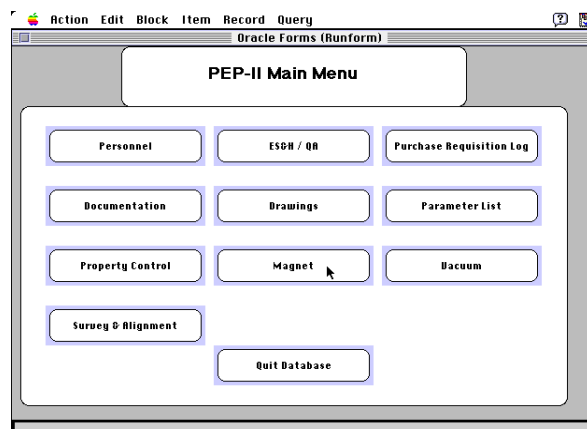 Action Edit Block Item Record Query
Oracle Forms (Runform)
PEP-II Main Menu
Personnel ES&H / QA Purchase Requisition Log
Documentation Drawings Parameter List
Property Control Magnet Vacuum
Survey & Alignment
Quit Database